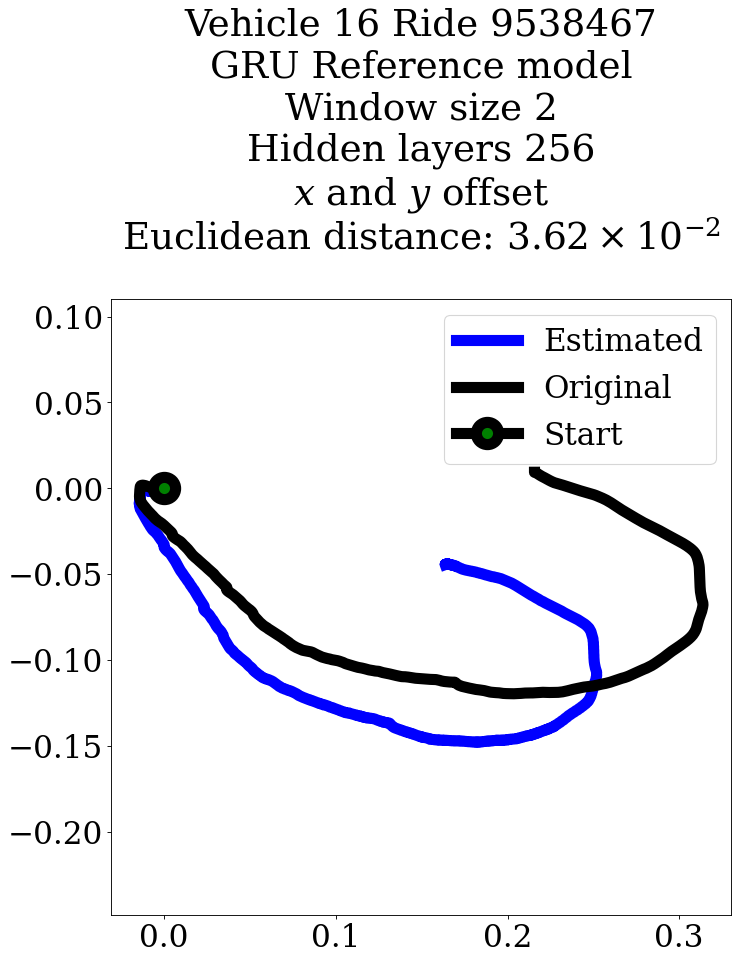 Vehicle 16 Ride 9538467
GRU Reference model
Window size 2
Hidden layers 256
x and y offset
Euclidean distance: 3.62 × 10⁻²
Estimated
Original
Start
0.10
0.05
0.00
−0.05
−0.10
−0.15
−0.20
0.0 0.1 0.2 0.3